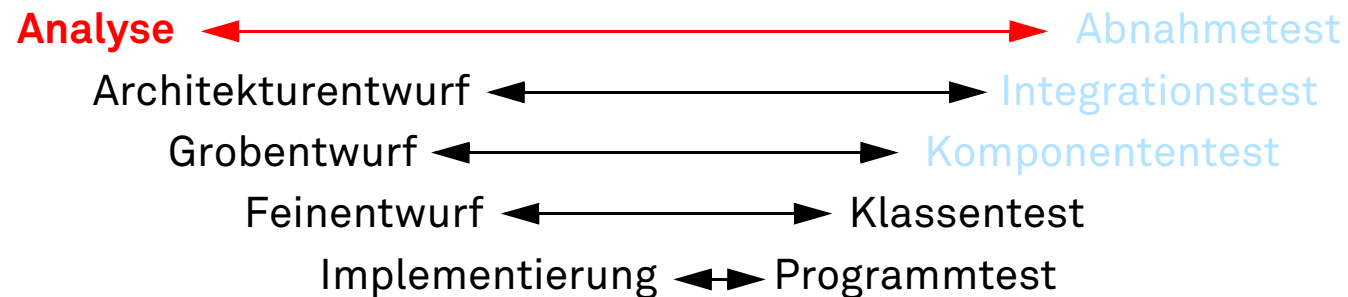 Analyse Abnahmetest
Architekturentwurf Integrationstest
Grobentwurf Komponententest
Feinentwurf Klassentest
Implementierung Programmtest